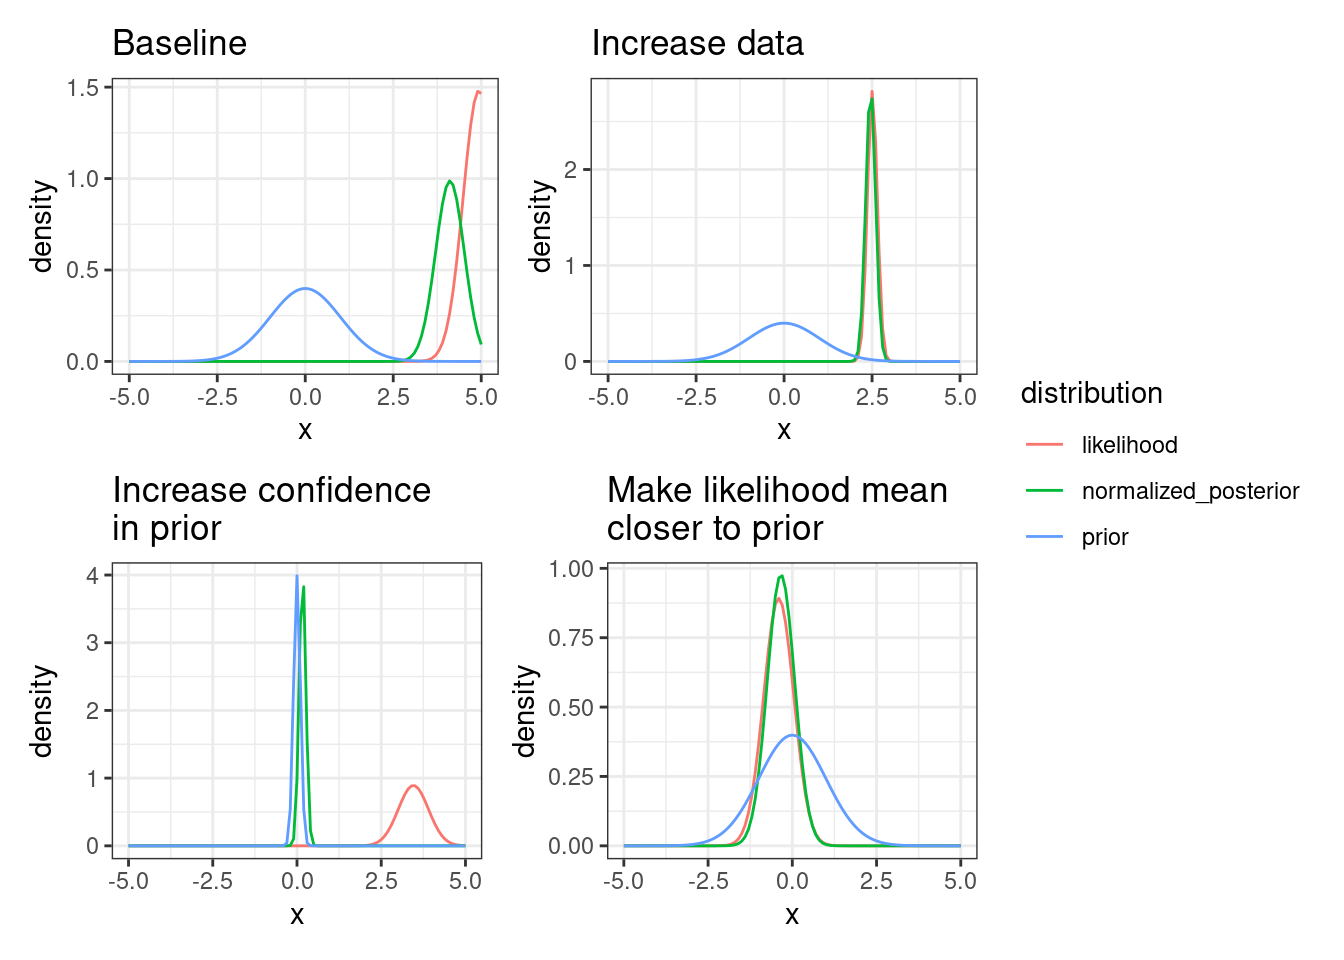 Baseline
1.5
1.0
0.5
0.0
density
-5.0 -2.5 0.0 2.5 5.0
x
Increase data
2
1
0
density
-5.0 -2.5 0.0 2.5 5.0
x
Increase confidence
in prior
4
3
2
1
0
density
-5.0 -2.5 0.0 2.5 5.0
x
Make likelihood mean
closer to prior
1.00
0.75
0.50
0.25
0.00
density
-5.0 -2.5 0.0 2.5 5.0
x
distribution
likelihood
normalized_posterior
prior